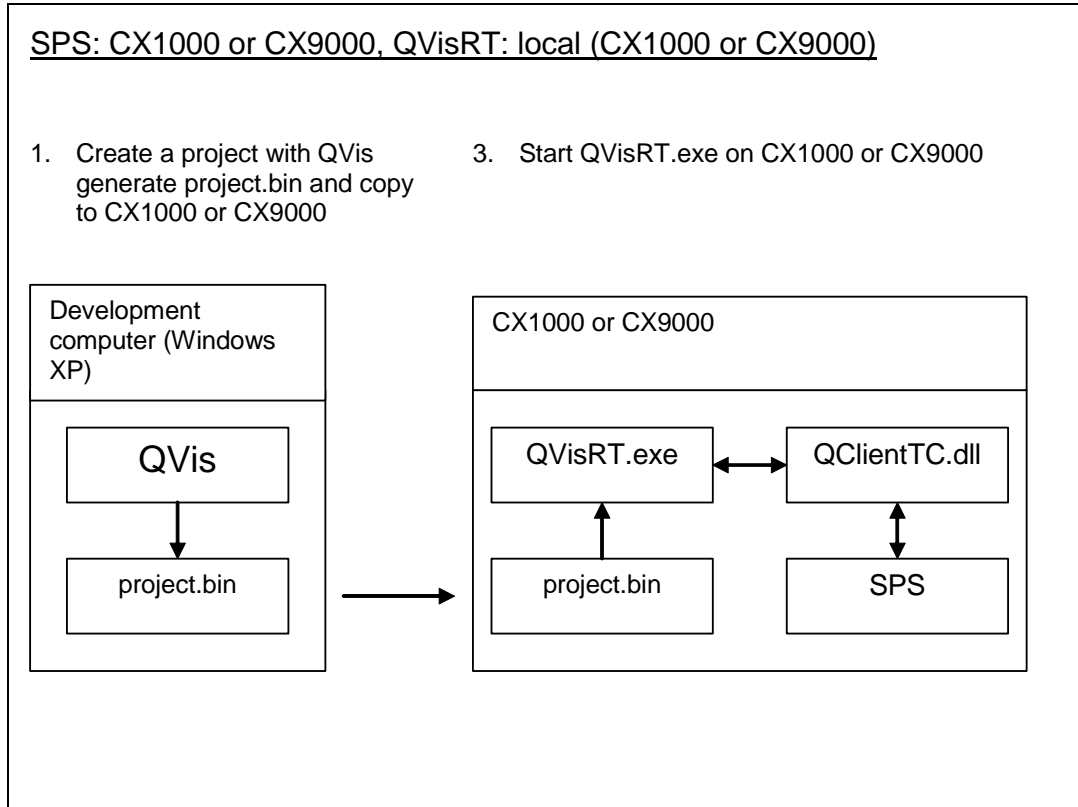 SPS: CX1000 or CX9000, QVisRT: local (CX1000 or CX9000)
1. Create a project with QVis
generate project.bin and copy
to CX1000 or CX9000
3. Start QVisRT.exe on CX1000 or CX9000
Development
computer (Windows
XP)
QVis
project.bin
CX1000 or CX9000
QVisRT.exe
QClientTC.dll
project.bin
SPS